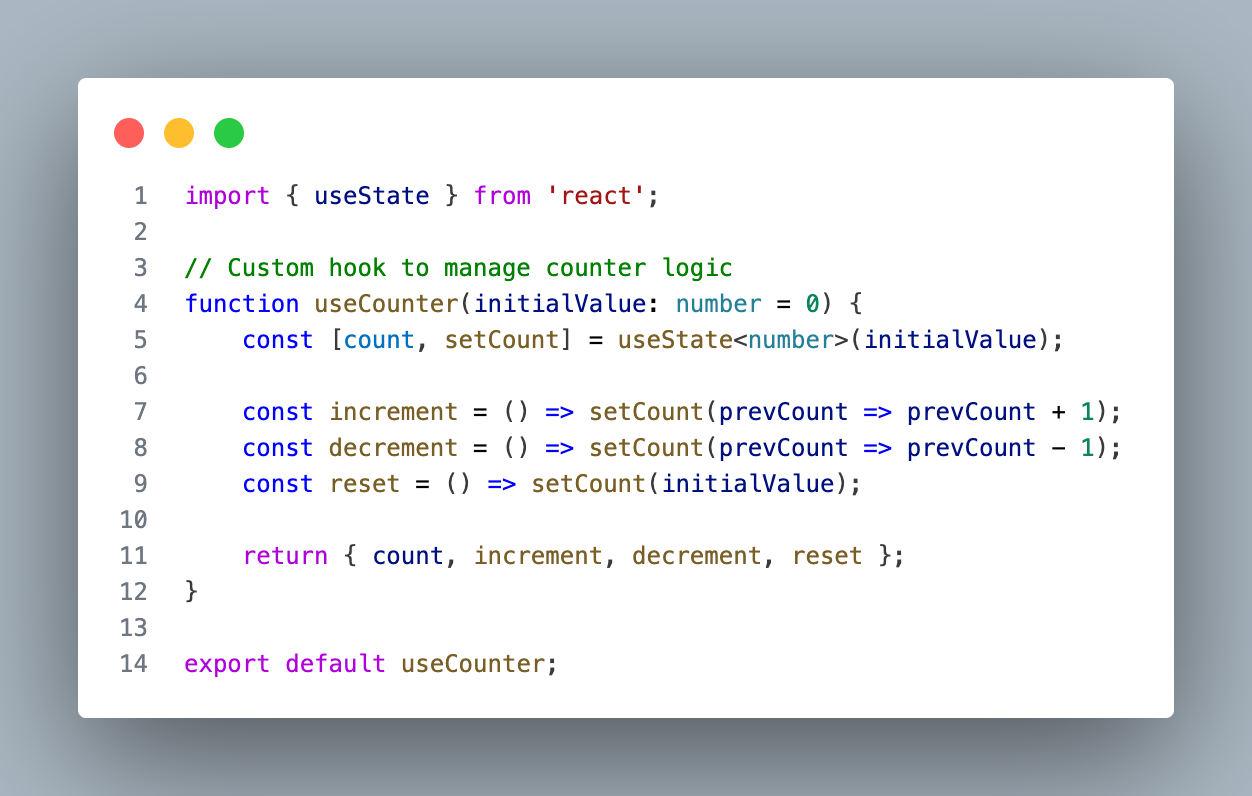 1 import { useState } from 'react';
2
3 // Custom hook to manage counter logic
4 function useCounter(initialValue: number = 0) {
5     const [count, setCount] = useState<number>(initialValue);
6
7     const increment = () => setCount(prevCount => prevCount + 1);
8     const decrement = () => setCount(prevCount => prevCount - 1);
9     const reset = () => setCount(initialValue);
10
11     return { count, increment, decrement, reset };
12 }
13
14 export default useCounter;